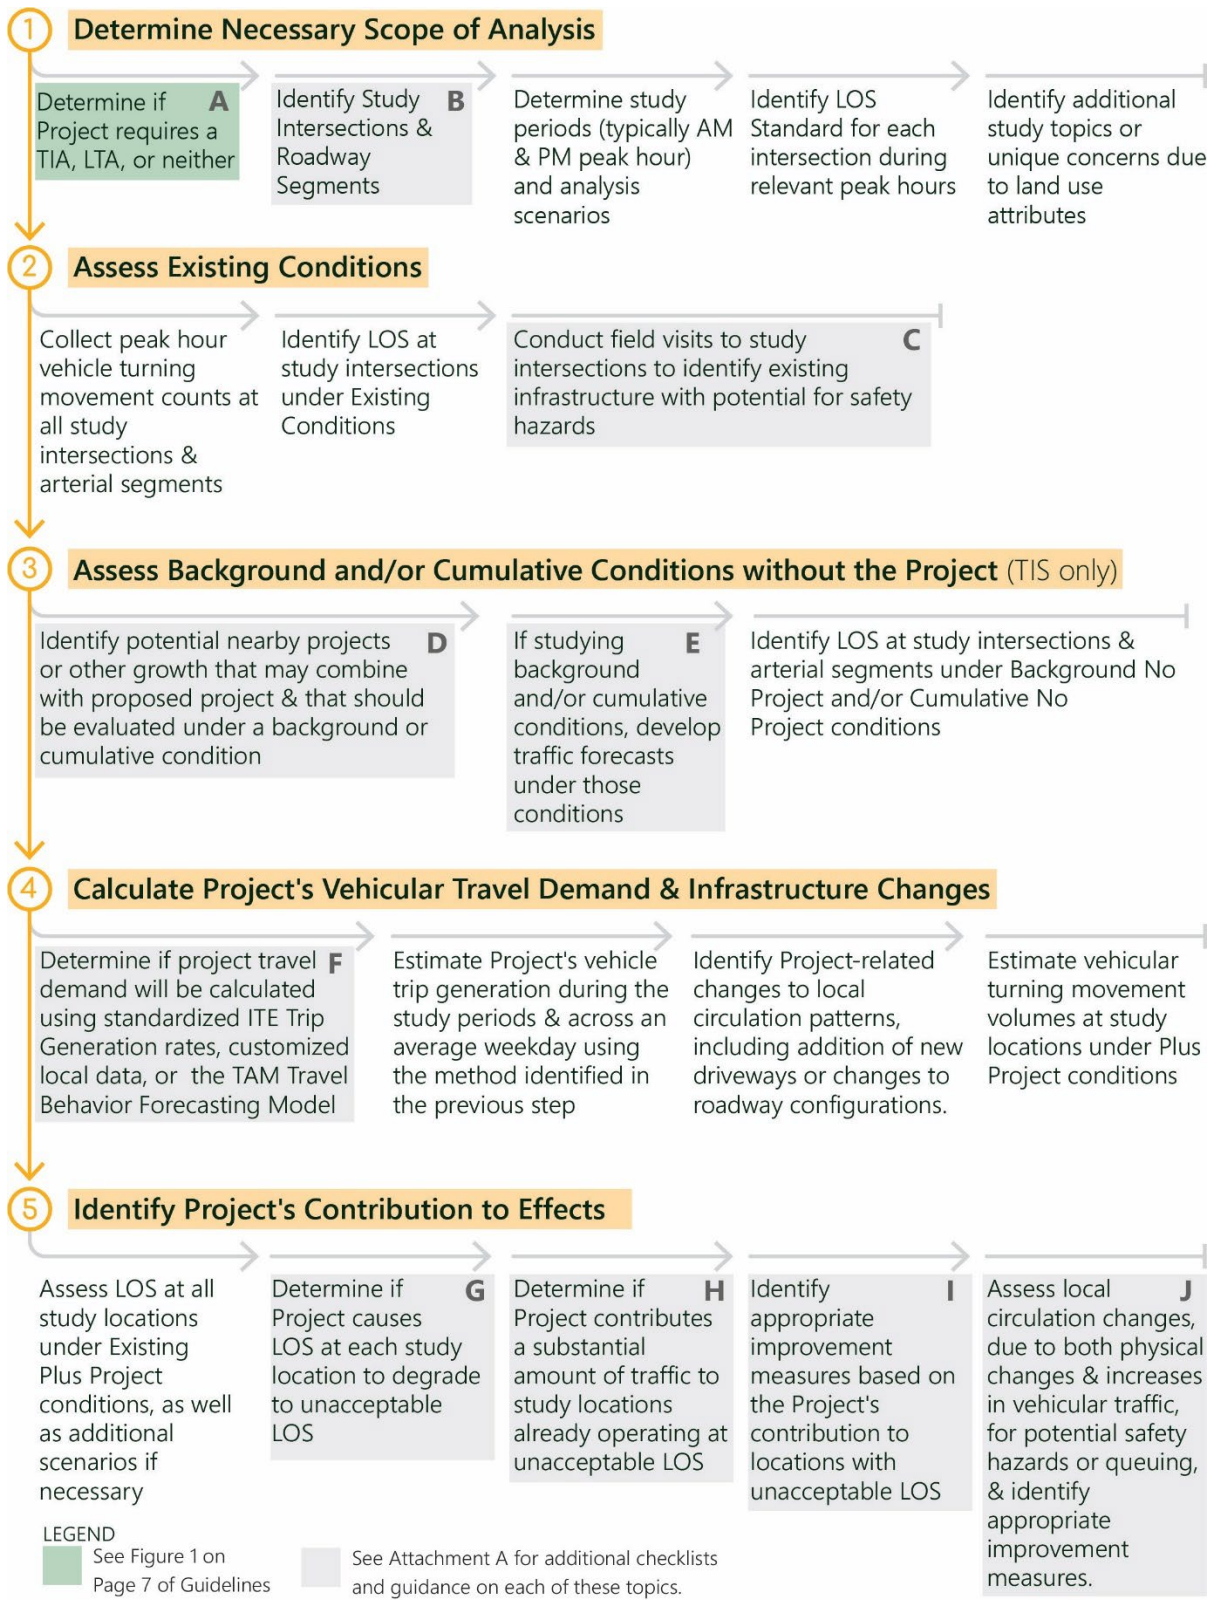 1 Determine Necessary Scope of Analysis
Determine if A
Project requires a
TIA, LTA, or neither
Identify Study B
Intersections &
Roadway
Segments
Determine study
periods (typically AM
& PM peak hour)
and analysis
scenarios
Identify LOS
Standard for each
intersection during
relevant peak hours
Identify additional
study topics or
unique concerns due
to land use
attributes
2 Assess Existing Conditions
Collect peak hour
vehicle turning
movement counts at
all study
intersections &
arterial segments
Identify LOS at
study intersections
under Existing
Conditions
Conduct field visits to study C
intersections to identify existing
infrastructure with potential for safety
hazards
3 Assess Background and/or Cumulative Conditions without the Project (TIS only)
Identify potential nearby projects D
or other growth that may combine
with proposed project & that should
be evaluated under a background or
cumulative condition
If studying E
background
and/or cumulative
conditions, develop
traffic forecasts
under those
conditions
Identify LOS at study intersections &
arterial segments under Background No
Project and/or Cumulative No
Project conditions
4 Calculate Project's Vehicular Travel Demand & Infrastructure Changes
Determine if project travel F
demand will be calculated
using standardized ITE Trip
Generation rates, customized
local data, or the TAM Travel
Behavior Forecasting Model
Estimate Project's vehicle
trip generation during the
study periods & across an
average weekday using
the method identified in
the previous step
Identify Project-related
changes to local
circulation patterns,
including addition of new
driveways or changes to
roadway configurations.
Estimate vehicular
turning movement
volumes at study
locations under Plus
Project conditions
5 Identify Project's Contribution to Effects
Assess LOS at all
study locations
under Existing
Plus Project
conditions, as well
as additional
scenarios if
necessary
Determine if G
Project causes
LOS at each study
location to degrade
to unacceptable
LOS
Determine if H
Project contributes
a substantial
amount of traffic to
study locations
already operating at
unacceptable LOS
Identify I
appropriate
improvement
measures based on
the Project's
contribution to
locations with
unacceptable LOS
Assess local J
circulation changes,
due to both physical
changes & increases
in vehicular traffic,
for potential safety
hazards or queuing,
& identify
appropriate
improvement
measures.
LEGEND
See Figure 1 on
Page 7 of Guidelines
See Attachment A for additional checklists
and guidance on each of these topics.